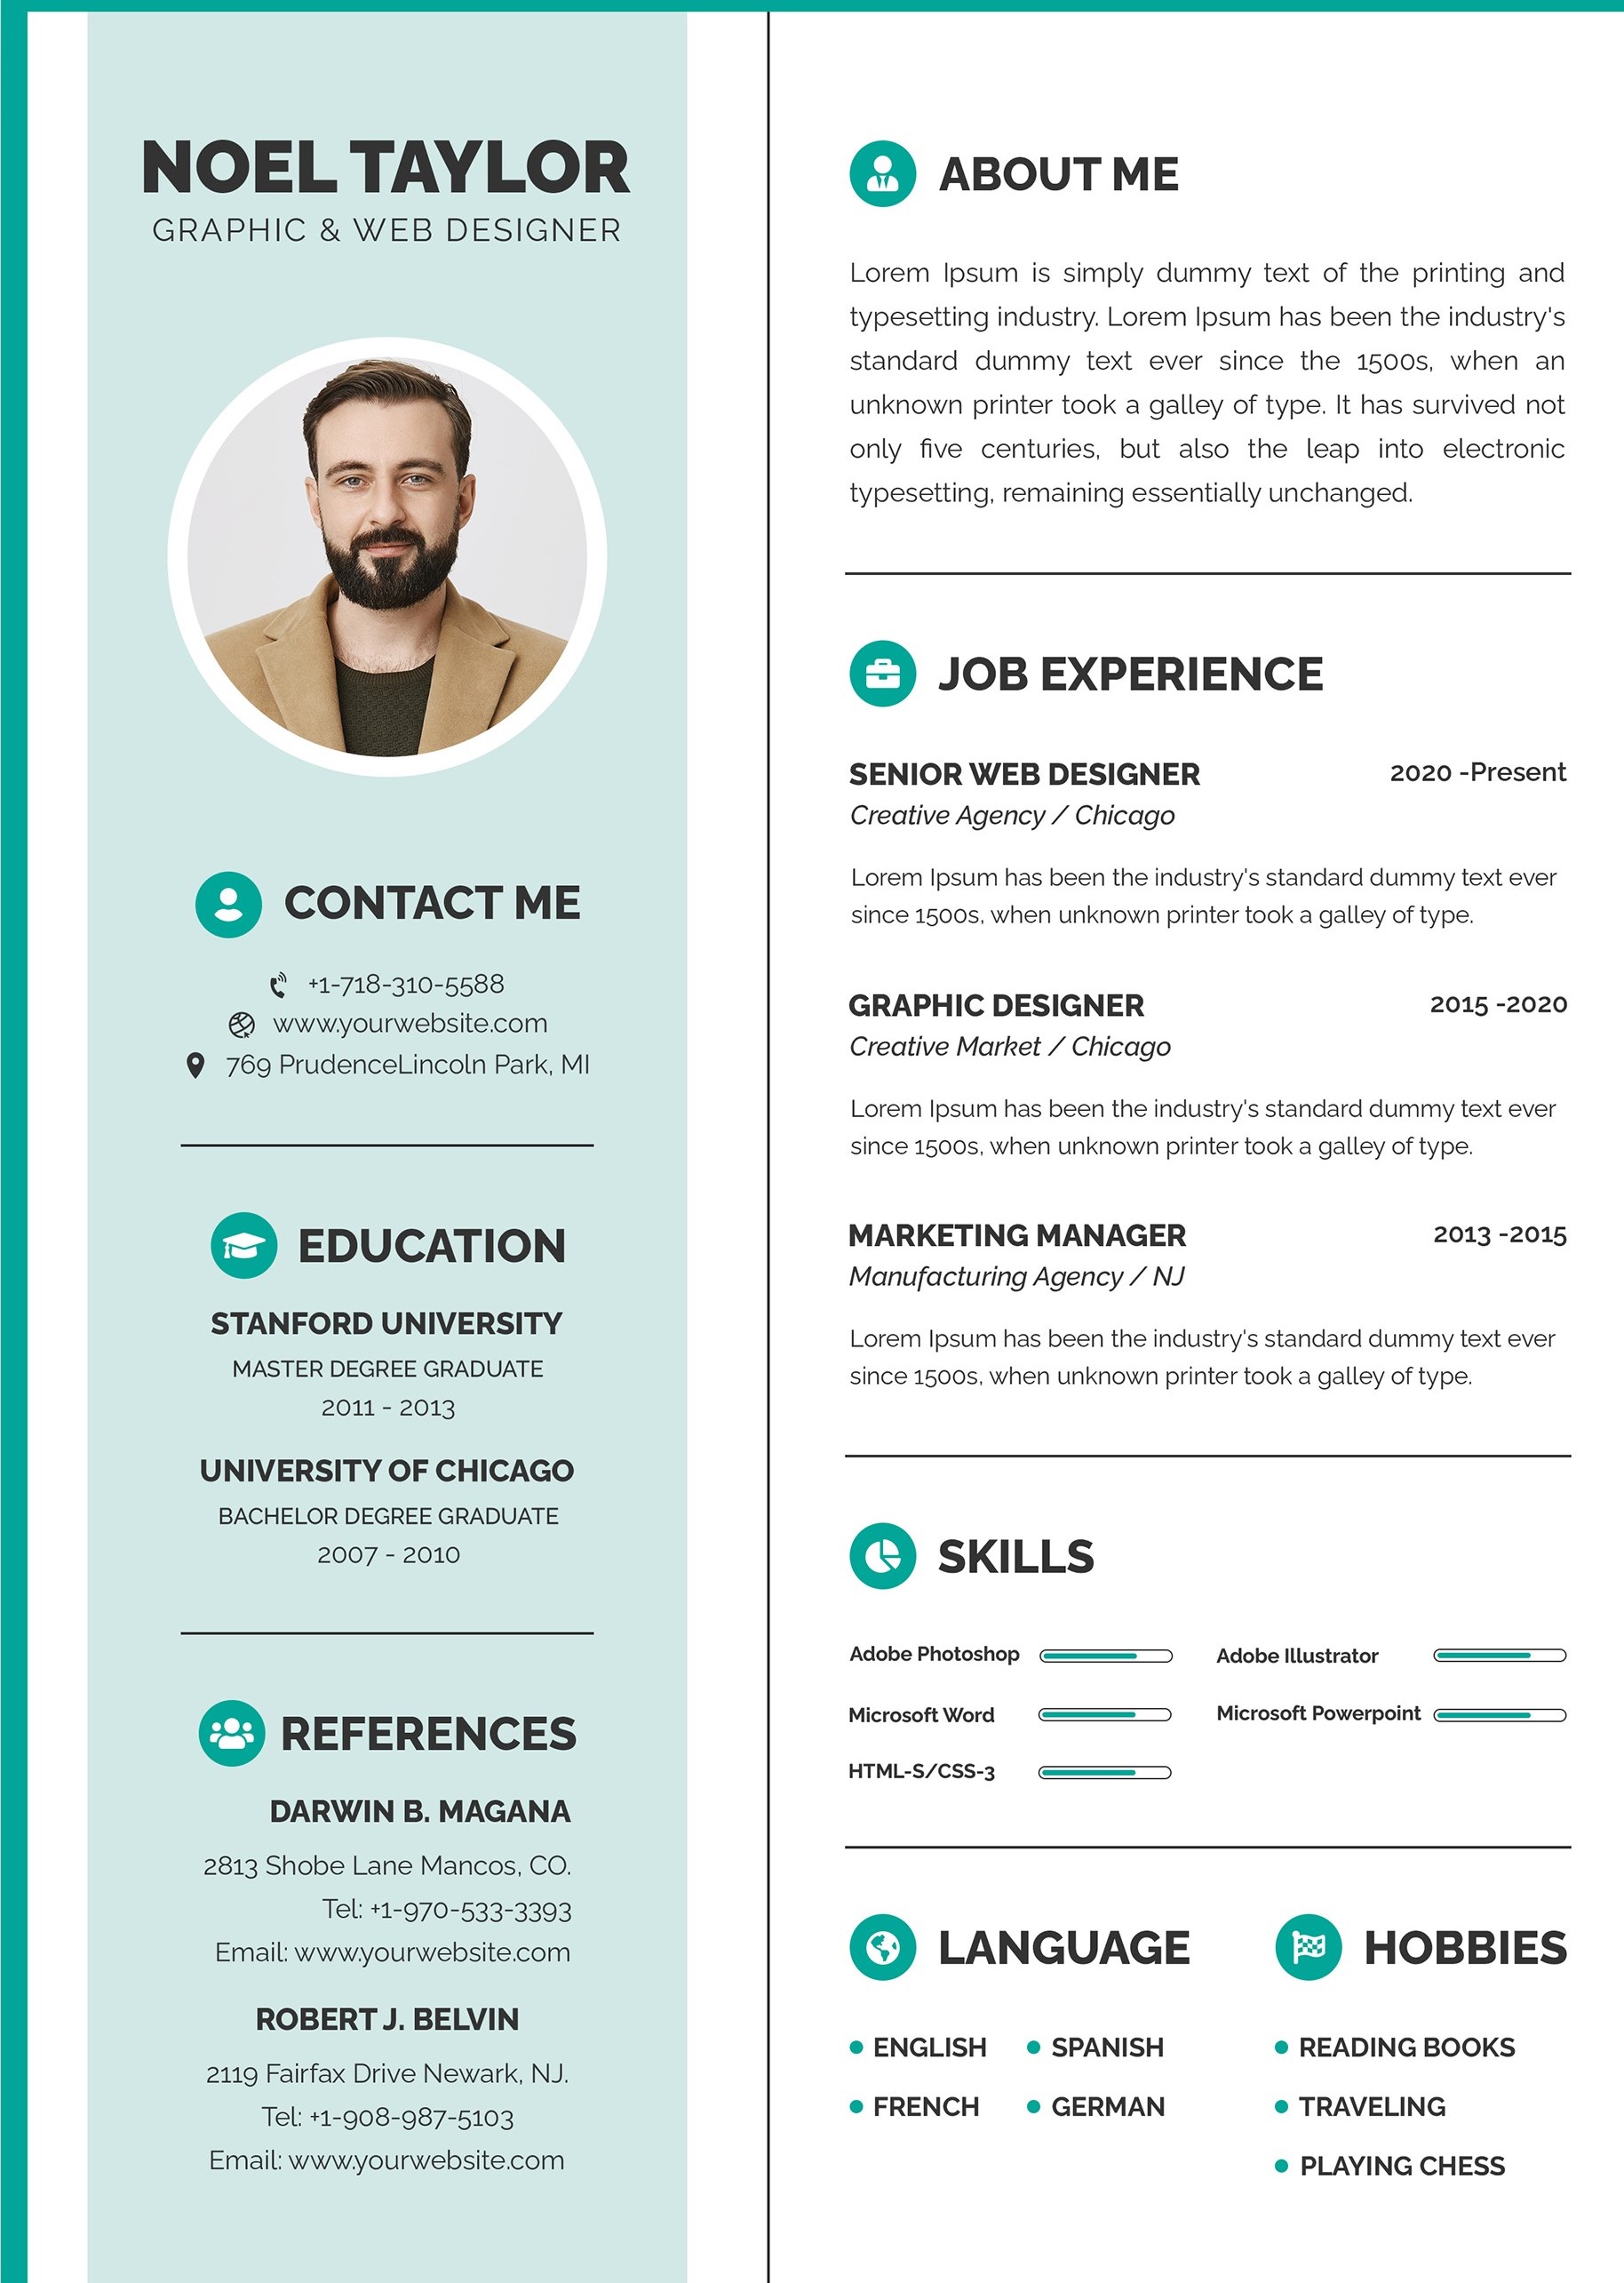 NOEL TAYLOR
GRAPHIC & WEB DESIGNER
CONTACT ME
+1-718-310-5588
www.yourwebsite.com
769 PrudenceLincoln Park, MI
EDUCATION
STANFORD UNIVERSITY
MASTER DEGREE GRADUATE
2011 - 2013
UNIVERSITY OF CHICAGO
BACHELOR DEGREE GRADUATE
2007 - 2010
REFERENCES
DARWIN B. MAGANA
2813 Shobe Lane Mancos, CO.
Tel: +1-970-533-3393
Email: www.yourwebsite.com
ROBERT J. BELVIN
2119 Fairfax Drive Newark, NJ.
Tel: +1-908-987-5103
Email: www.yourwebsite.com
ABOUT ME
Lorem Ipsum is simply dummy text of the printing and
typesetting industry. Lorem Ipsum has been the industry's
standard dummy text ever since the 1500s, when an
unknown printer took a galley of type. It has survived not
only five centuries, but also the leap into electronic
typesetting, remaining essentially unchanged.
JOB EXPERIENCE
SENIOR WEB DESIGNER 2020 -Present
Creative Agency / Chicago
Lorem Ipsum has been the industry's standard dummy text ever
since 1500s, when unknown printer took a galley of type.
GRAPHIC DESIGNER 2015 -2020
Creative Market / Chicago
Lorem Ipsum has been the industry's standard dummy text ever
since 1500s, when unknown printer took a galley of type.
MARKETING MANAGER 2013 -2015
Manufacturing Agency / NJ
Lorem Ipsum has been the industry's standard dummy text ever
since 1500s, when unknown printer took a galley of type.
SKILLS
Adobe Photoshop Adobe Illustrator
Microsoft Word Microsoft Powerpoint
HTML-S/CSS-3
LANGUAGE
ENGLISH SPANISH
FRENCH GERMAN
HOBBIES
READING BOOKS
TRAVELING
PLAYING CHESS